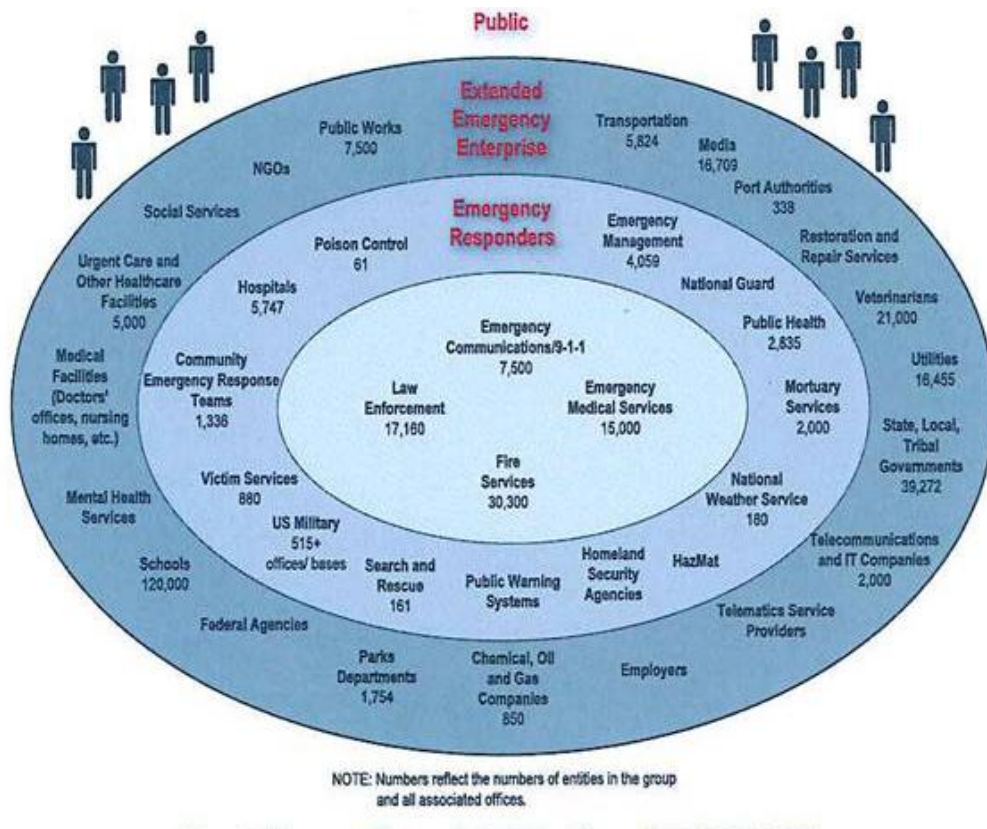 Public
Extended
Emergency
Enterprise
Public Works
7,500
NGOs
Social Services
Urgent Care and
Other Healthcare
Facilities
5,000
Medical
Facilities
(Doctors'
offices, nursing
homes, etc.)
Mental Health
Services
Schools
120,000
Federal Agencies
Parks
Departments
1,754
Chemical, Oil
and Gas
Companies
850
Employers
Telematics Service
Providers
Telecommunications
and IT Companies
2,000
State, Local,
Tribal
Governments
39,272
Utilities
16,455
Veterinarians
21,000
Restoration and
Repair Services
Port Authorities
338
Media
16,709
Transportation
5,824
Emergency
Responders
Poison Control
61
Hospitals
5,747
Community
Emergency Response
Teams
1,336
Victim Services
880
US Military
515+
offices/ bases
Search and
Rescue
161
Public Warning
Systems
Homeland
Security
Agencies
HazMat
National
Weather Service
180
Mortuary
Services
2,000
Public Health
2,835
National Guard
Emergency
Management
4,059
Emergency
Communications/9-1-1
7,500
Law
Enforcement
17,160
Emergency
Medical Services
15,000
Fire
Services
30,300
NOTE: Numbers reflect the numbers of entities in the group
and all associated offices.